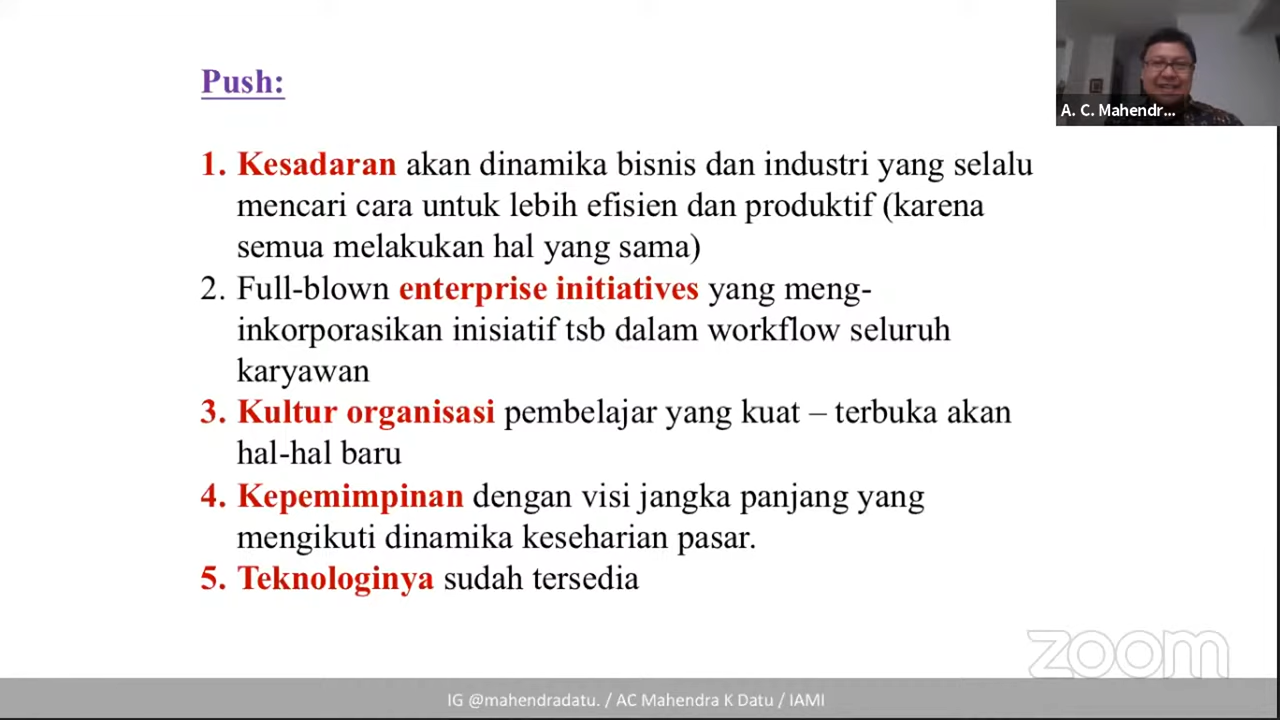 Push:
1. Kesadaran akan dinamika bisnis dan industri yang selalu
mencari cara untuk lebih efisien dan produktif (karena
semua melakukan hal yang sama)
2. Full-blown enterprise initiatives yang meng-
inkorporasikan inisiatif tsb dalam workflow seluruh
karyawan
3. Kultur organisasi pembelajar yang kuat – terbuka akan
hal-hal baru
4. Kepemimpinan dengan visi jangka panjang yang
mengikuti dinamika keseharian pasar.
5. Teknologinya sudah tersedia
A. C. Mahendr...
zoom
IG @mahendradatu. / AC Mahendra K Datu / IAMI